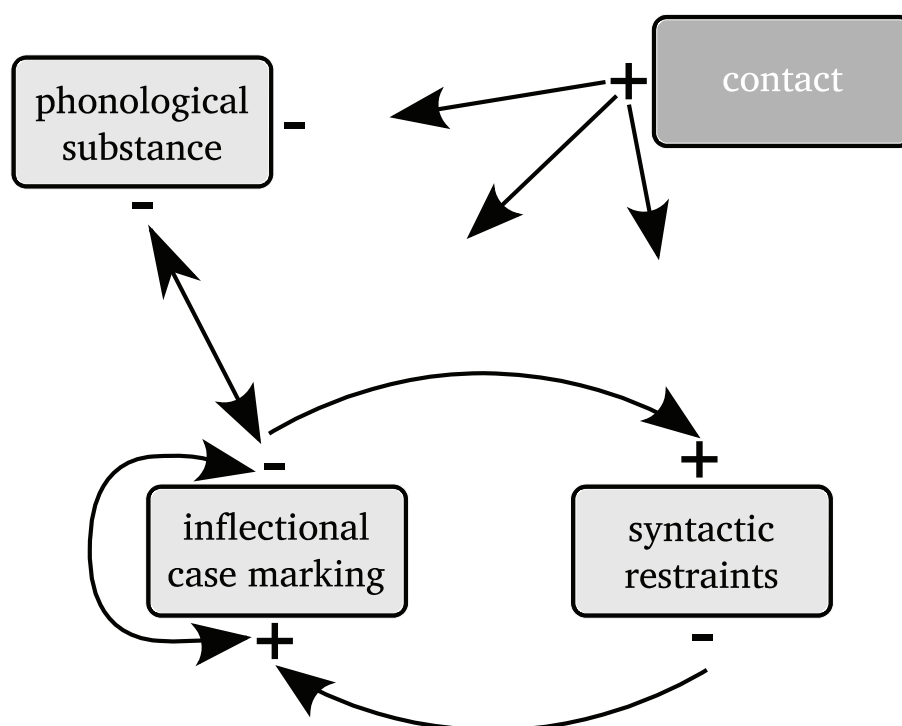 phonological
substance
-
-
+
contact
-
inflectional
case marking
+
+
syntactic
restraints
-